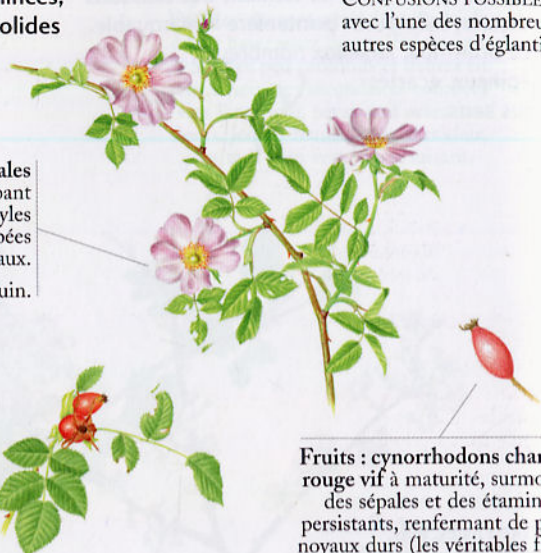 olides
CONFUSIONS POSSIBLE
avec l'une des nombreu
autres espèces d'églanti
ales
pant
yles
pées
aux.
uin.
Fruits : cynorrhodons char
rouge vif à maturité, surmo
des sépales et des étamin
persistants, renfermant de p
noyaux durs (les véritables f